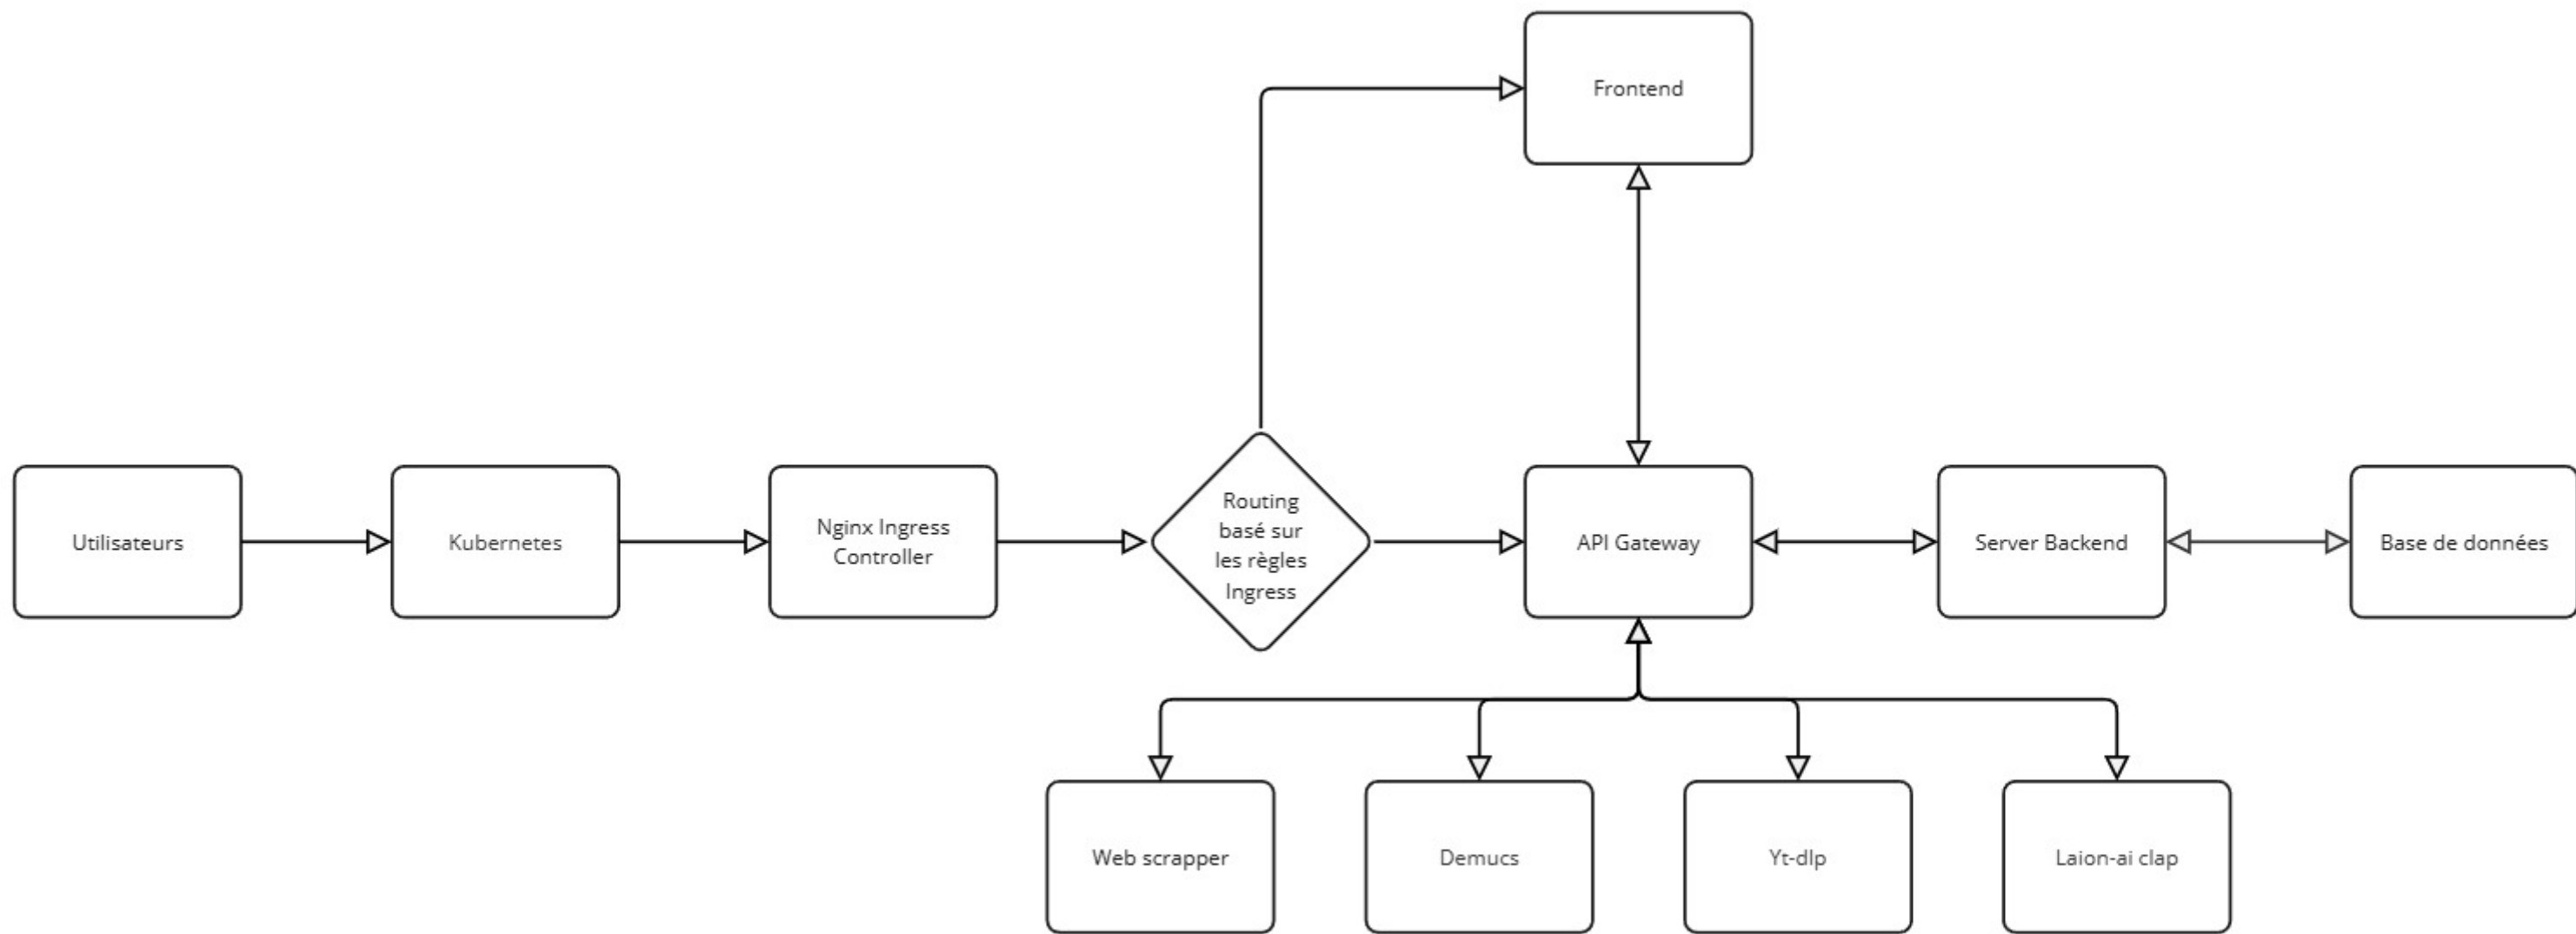 Frontend
Utilisateurs
Kubernetes
Nginx Ingress
Controller
Routing
basé sur
les règles
Ingress
API Gateway
Server Backend
Base de données
Web scrapper
Demucs
Yt-dlp
Laion-ai clap